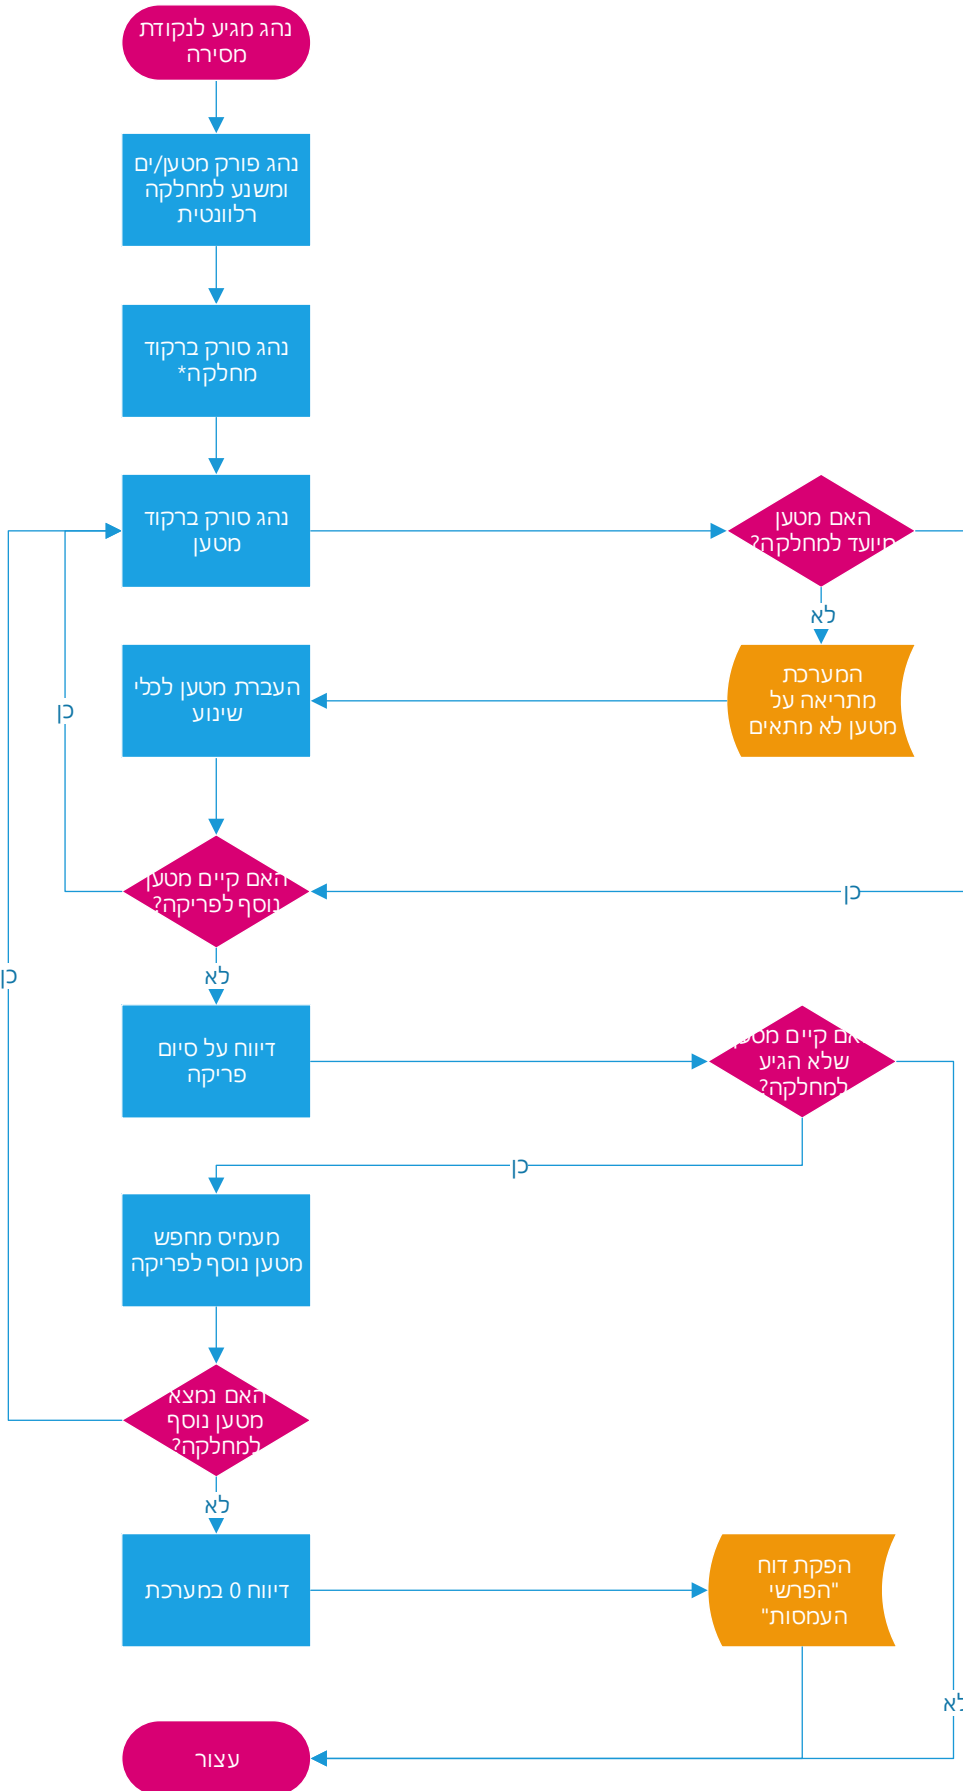 נהג מגיע לנקודת
מסירה
נהג פורק מטען/ים
ומשנע למחלקה
רלוונטית
נהג סורק ברקוד
מחלקה*
נהג סורק ברקוד
מטען
האם מטען
מיועד למחלקה?
לא
המערכת
מתריאה על
מטען לא מתאים
העברת מטען לכלי
שינוע
כן
האם קיים מטען
נוסף לפריקה?
כן
לא
כן
דיווח על סיום
פריקה
האם קיים מטען
שלא הגיע
למחלקה?
כן
מעמיס מחפש
מטען נוסף לפריקה
האם נמצא
מטען נוסף
למחלקה?
לא
דיווח 0 במערכת
הפקת דוח
"הפרשי
העמסות"
לא
עצור